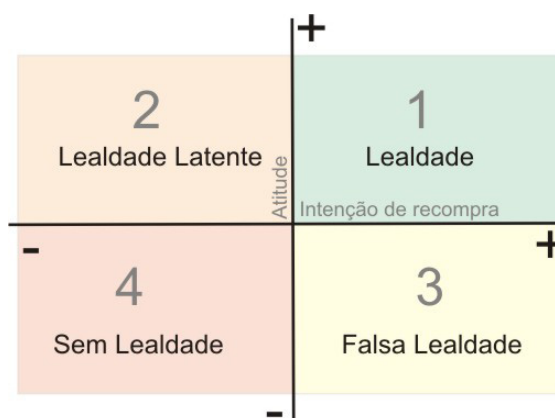 +
2
Lealdade Latente
1
Lealdade
Atitude
Intenção de recompra
-
+
4
Sem Lealdade
3
Falsa Lealdade
-